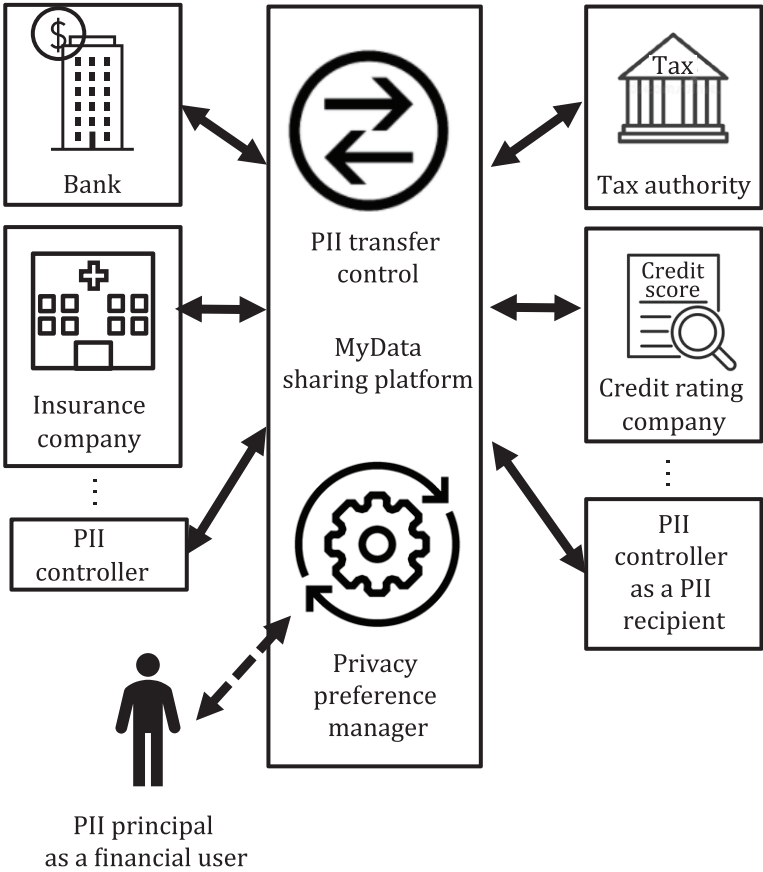 $
Bank
Insurance
company
PII
controller
PII principal
as a financial user
PII transfer
control
MyData
sharing platform
Privacy
preference
manager
Tax
Tax authority
Credit
score
Credit rating
company
PII
controller
as a PII
recipient